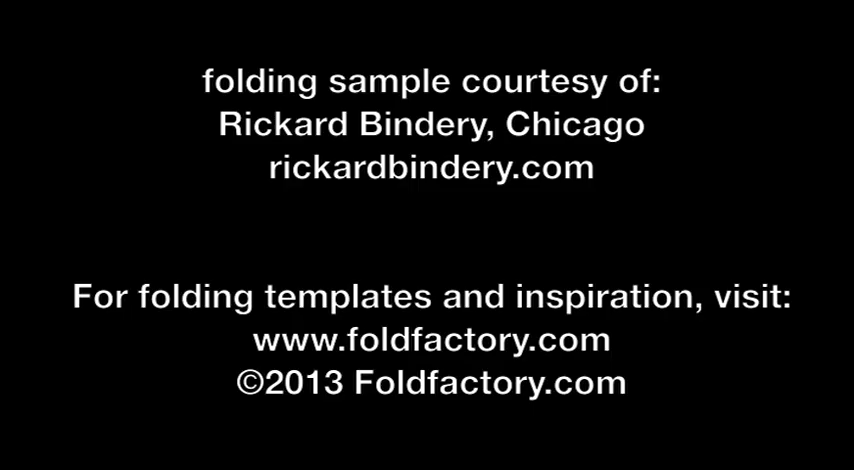 folding sample courtesy of:
Rickard Bindery, Chicago
rickardbindery.com
For folding templates and inspiration, visit:
www.foldfactory.com
©2013 Foldfactory.com